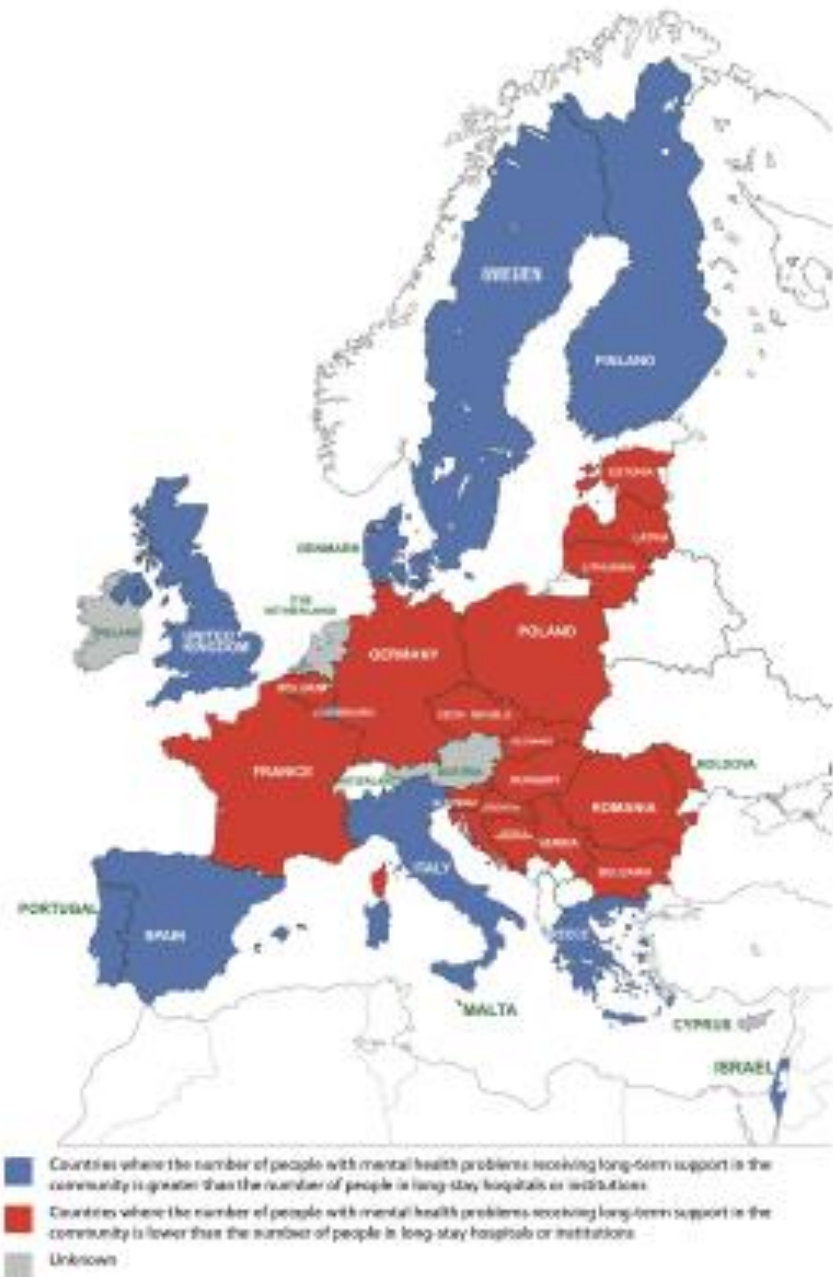 SWEDEN
FINLAND
ESTONIA
LATVIA
LITHUANIA
DENMARK
IRELAND
UNITED
KINGDOM
THE
NETHERLAND
POLAND
GERMANY
BELGIUM
LUXEMBOURG
CZECH REPUBLIC
FRANCE
AUSTRIA
HUNGARY
MOLDOVA
ROMANIA
SERBIA
BULGARIA
ITALY
PORTUGAL
SPAIN
GREECE
MALTA
CYPRUS
ISRAEL
Countries where the number of people with mental health problems receiving long-term support in the
community is greater than the number of people in long-stay hospitals or institutions
Countries where the number of people with mental health problems receiving long-term support in the
community is lower than the number of people in long-stay hospitals or institutions
Unknown